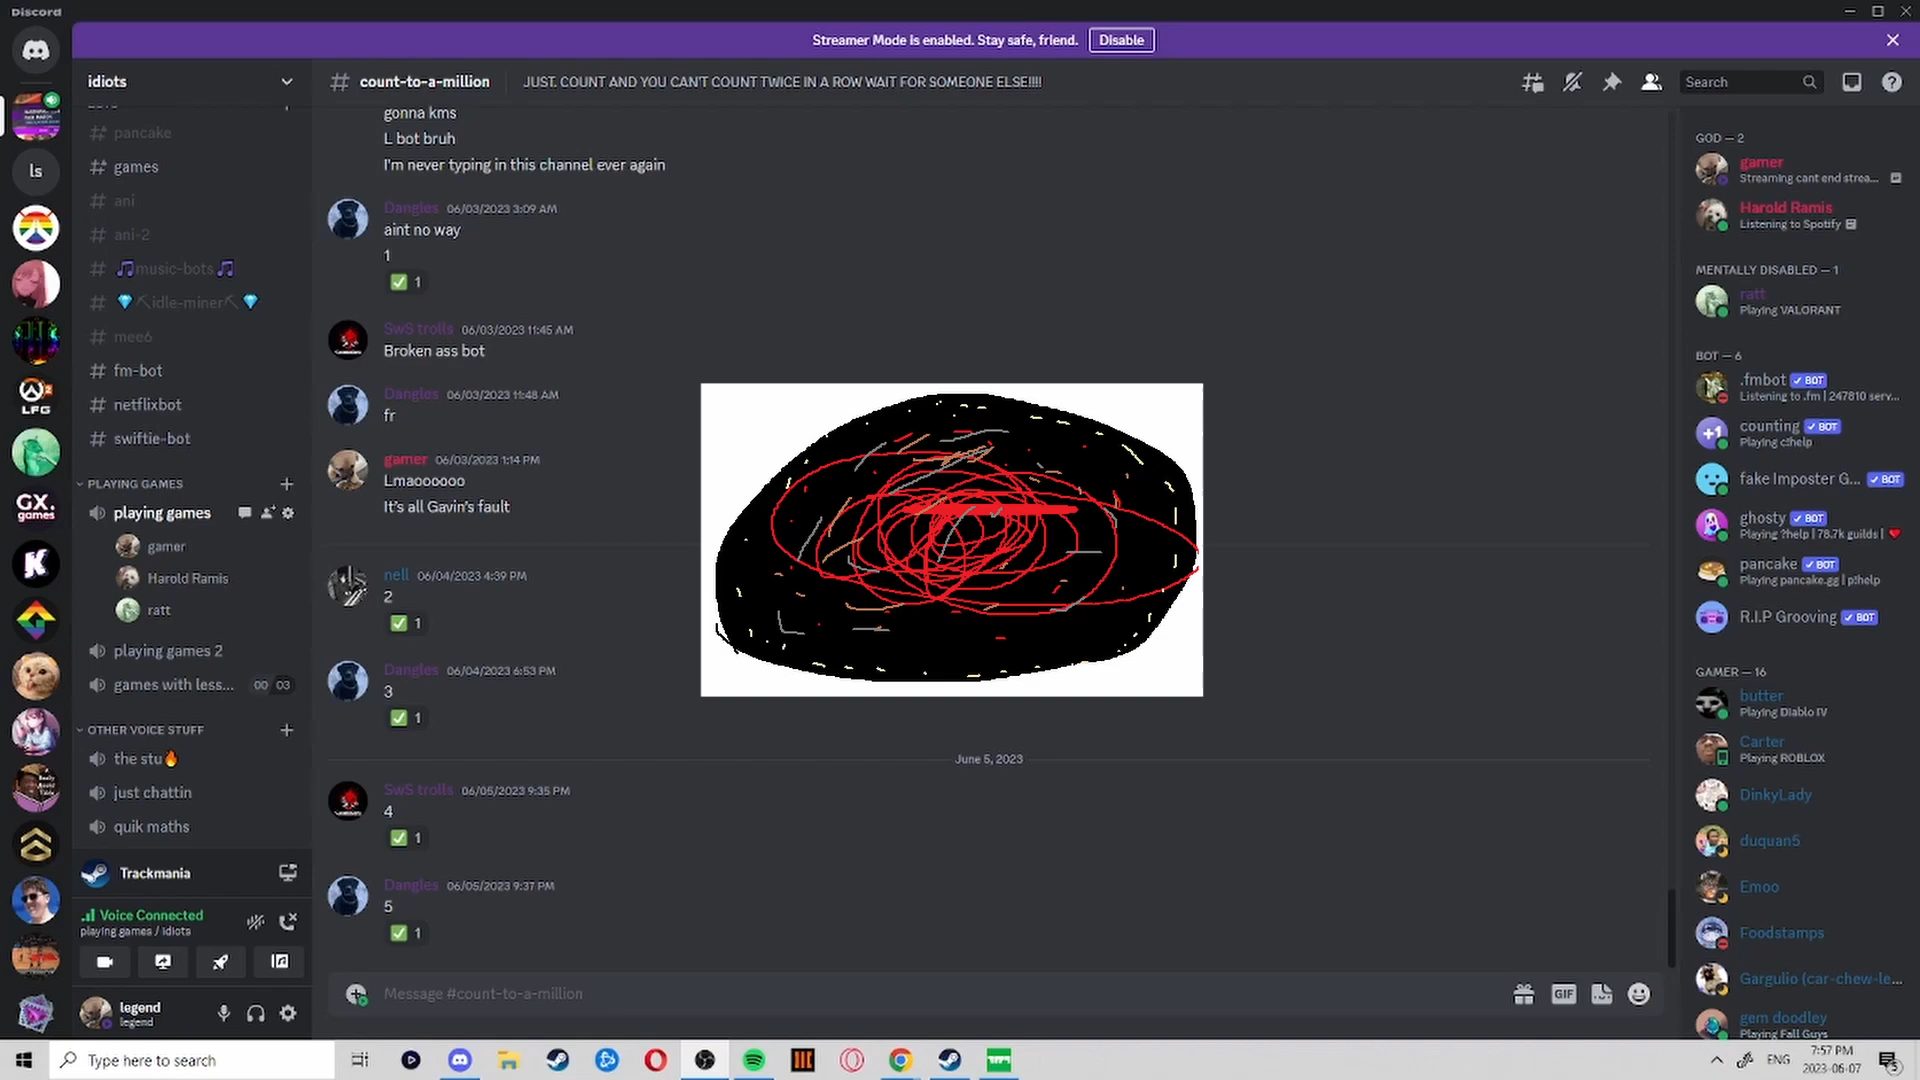 Discord
Streamer Mode is enabled. Stay safe, friend.
Disable
idiots
count-to-a-million
JUST. COUNT AND YOU CAN'T COUNT TWICE IN A ROW WAIT FOR SOMEONE ELSE!!!!
Search
pancake
games
ani
ani-2
🎵music-bots🎵
💎⛏idle-miner⛏💎
mee6
fm-bot
netflixbot
swiftie-bot
PLAYING GAMES
playing games
gamer
Harold Ramis
ratt
playing games 2
games with less...
00 03
OTHER VOICE STUFF
the stu🔥
just chattin
quik maths
Trackmania
Voice Connected
playing games / idiots
legend
legend
ls
LFG
GX.
games
gonna kms
L bot bruh
I'm never typing in this channel ever again
Dangles 06/03/2023 3:09 AM
aint no way
1
✅ 1
SwS trolls 06/03/2023 11:45 AM
Broken ass bot
Dangles 06/03/2023 11:48 AM
fr
gamer 06/03/2023 1:14 PM
Lmaoooooo
It's all Gavin's fault
nell 06/04/2023 4:39 PM
2
✅ 1
Dangles 06/04/2023 6:53 PM
3
✅ 1
June 5, 2023
SwS trolls 06/05/2023 9:35 PM
4
✅ 1
Dangles 06/05/2023 9:37 PM
5
✅ 1
Message #count-to-a-million
GIF
GOD — 2
gamer
Streaming cant end strea...
Harold Ramis
Listening to Spotify
MENTALLY DISABLED — 1
ratt
Playing VALORANT
BOT — 6
.fmbot BOT
Listening to .fm | 247810 serv...
counting BOT
Playing c!help
fake Imposter G... BOT
ghosty BOT
Playing ?help | 78.7k guilds | ❤
pancake BOT
Playing pancake.gg | p!help
R.I.P Grooving BOT
GAMER — 16
butter
Playing Diablo IV
Carter
Playing ROBLOX
DinkyLady
duquan5
Emoo
Foodstamps
Gargulio (car-chew-le...
gem doodley
Playing Fall Guys
Type here to search
ENG
7:57 PM
2023-06-07